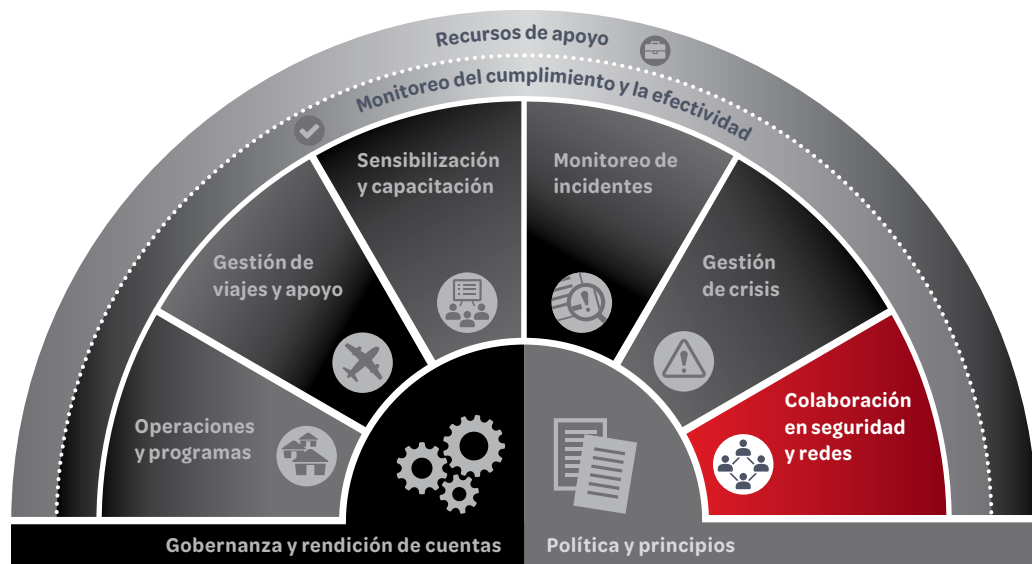 Recursos de apoyo
Monitoreo del cumplimiento y la efectividad
Sensibilización
y capacitación
Monitoreo de
incidentes
Gestión de
viajes y apoyo
Gestión
de crisis
Operaciones
y programas
Colaboración
en seguridad
y redes
Gobernanza y rendición de cuentas
Política y principios